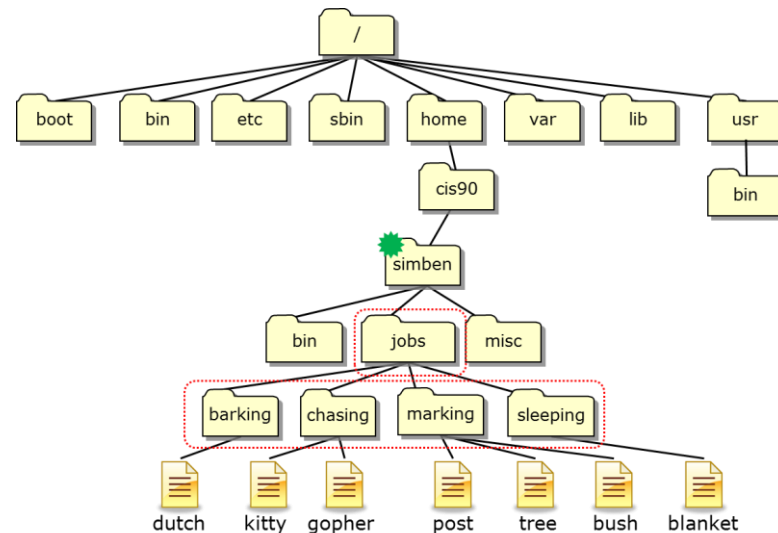 /
boot bin etc sbin home var lib usr
cis90 bin
simben
bin jobs misc
barking chasing marking sleeping
dutch kitty gopher post tree bush blanket